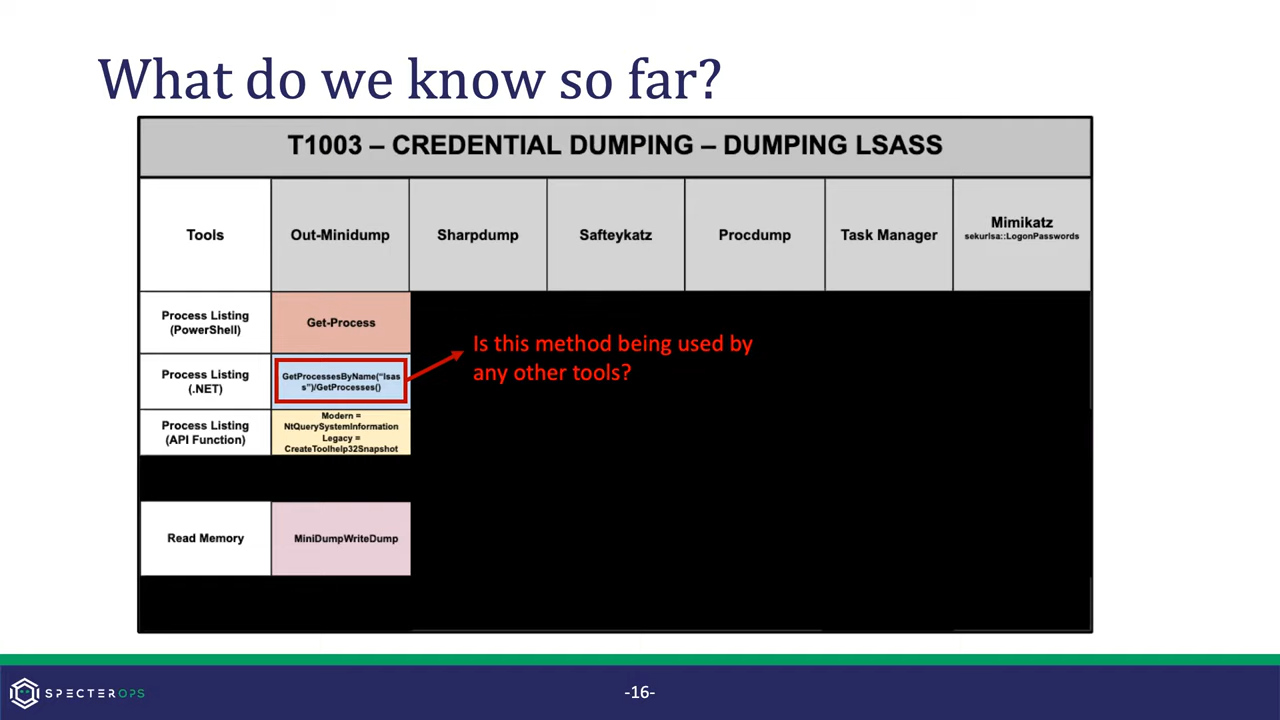 What do we know so far?
T1003 – CREDENTIAL DUMPING – DUMPING LSASS
Tools
Out-Minidump
Sharpdump
Safteykatz
Procdump
Task Manager
Mimikatz
sekurlsa::LogonPasswords
Process Listing
(PowerShell)
Get-Process
Is this method being used by
any other tools?
Process Listing
(.NET)
GetProcessesByName(“lsas
s”)/GetProcesses()
Process Listing
(API Function)
Modern =
NtQuerySystemInformation
Legacy =
CreateToolhelp32Snapshot
Read Memory
MiniDumpWriteDump
SPECTEROPS
-16-